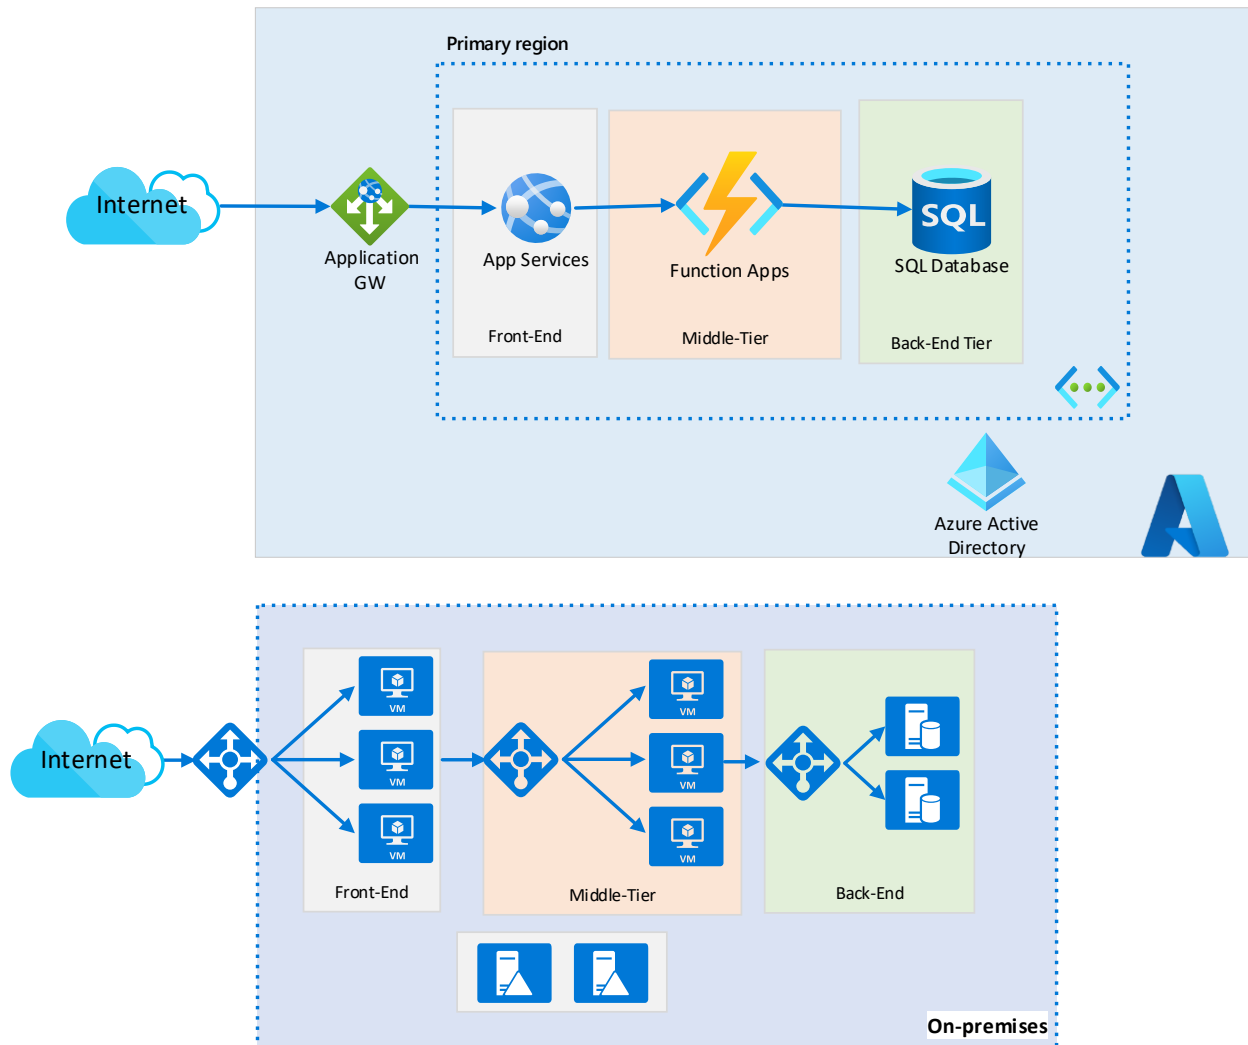 Primary region
Internet
Application
GW
App Services
Function Apps
SQL
SQL Database
Front-End
Middle-Tier
Back-End Tier
Azure Active
Directory
Internet
VM
VM
VM
Front-End
VM
VM
VM
Middle-Tier
Back-End
On-premises